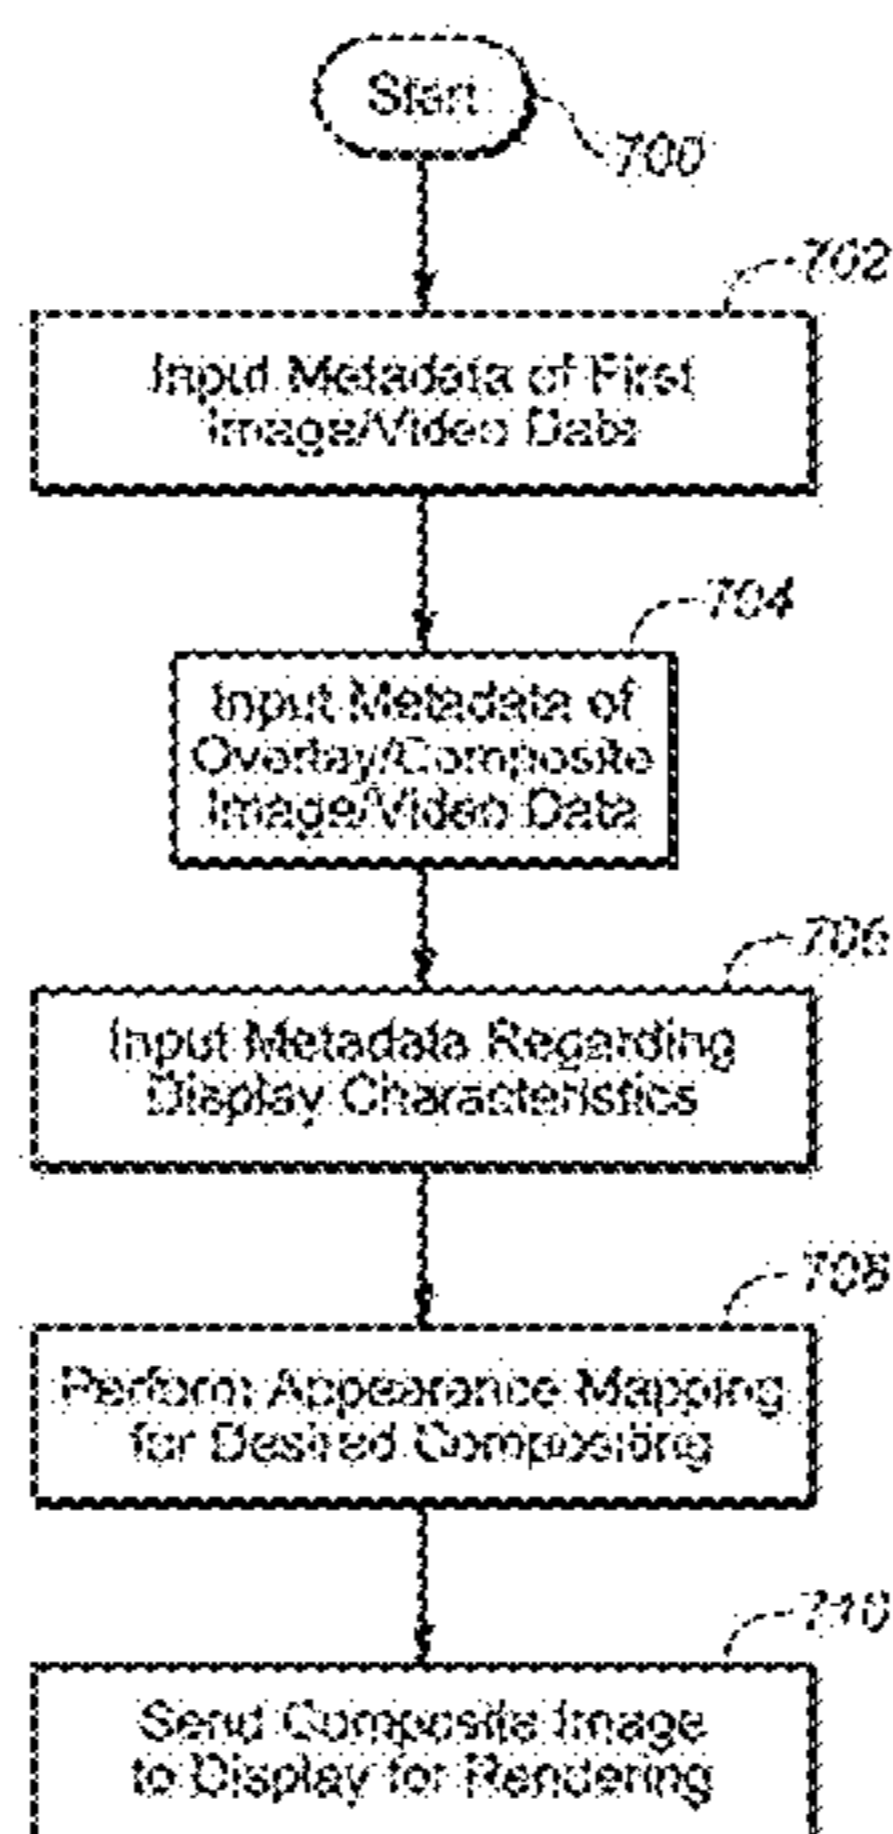 Start
700
702
Input Metadata of First
Image/Video Data
704
Input Metadata of
Overlay/Composite
Image/Video Data
706
Input Metadata Regarding
Display Characteristics
708
Perform Appearance Mapping
for Desired Compositing
710
Send Composite Image
to Display for Rendering